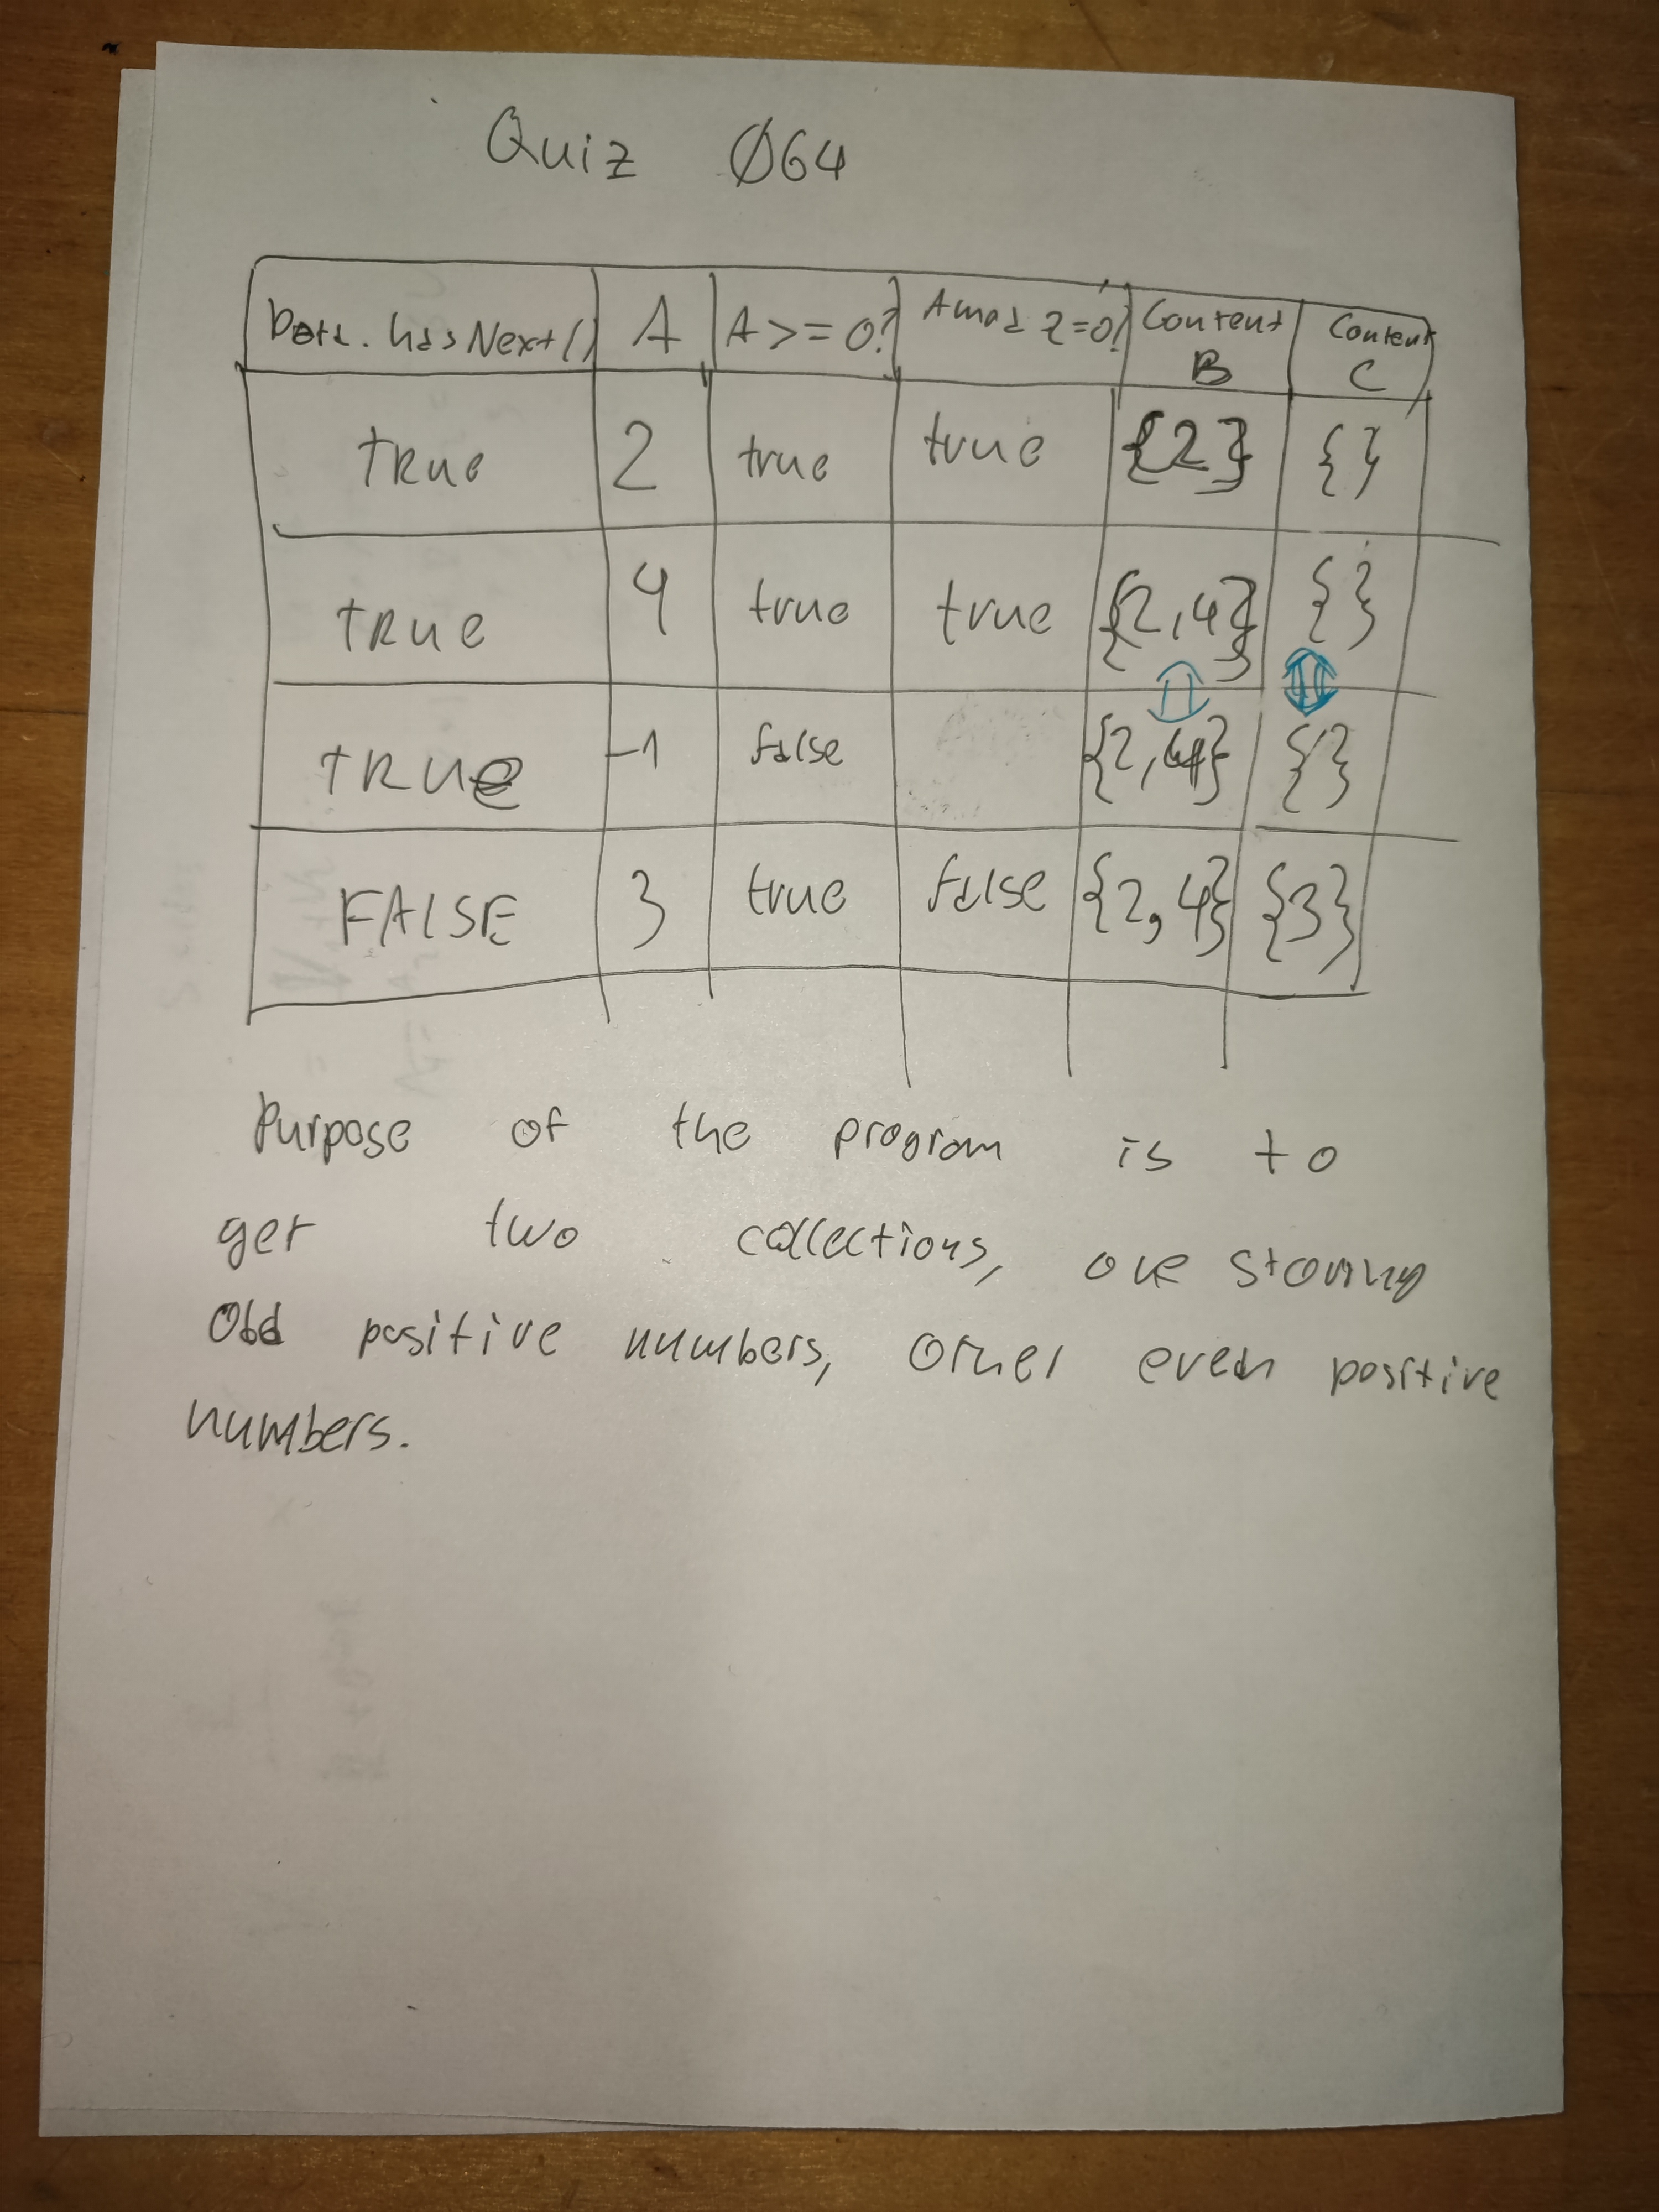 Quiz Ø64
Data.hasNext() A A >= 0? A mod 2=0? Content B Content C
TRUe 2 true true {2} {}
TRUe 4 true true {2,4} {}
TRUe -1 false {2,4} {}
FALSE 3 true false {2,4} {3}
Purpose of the program is to
get two collections, one storing
Odd positive numbers, other even positive
numbers.